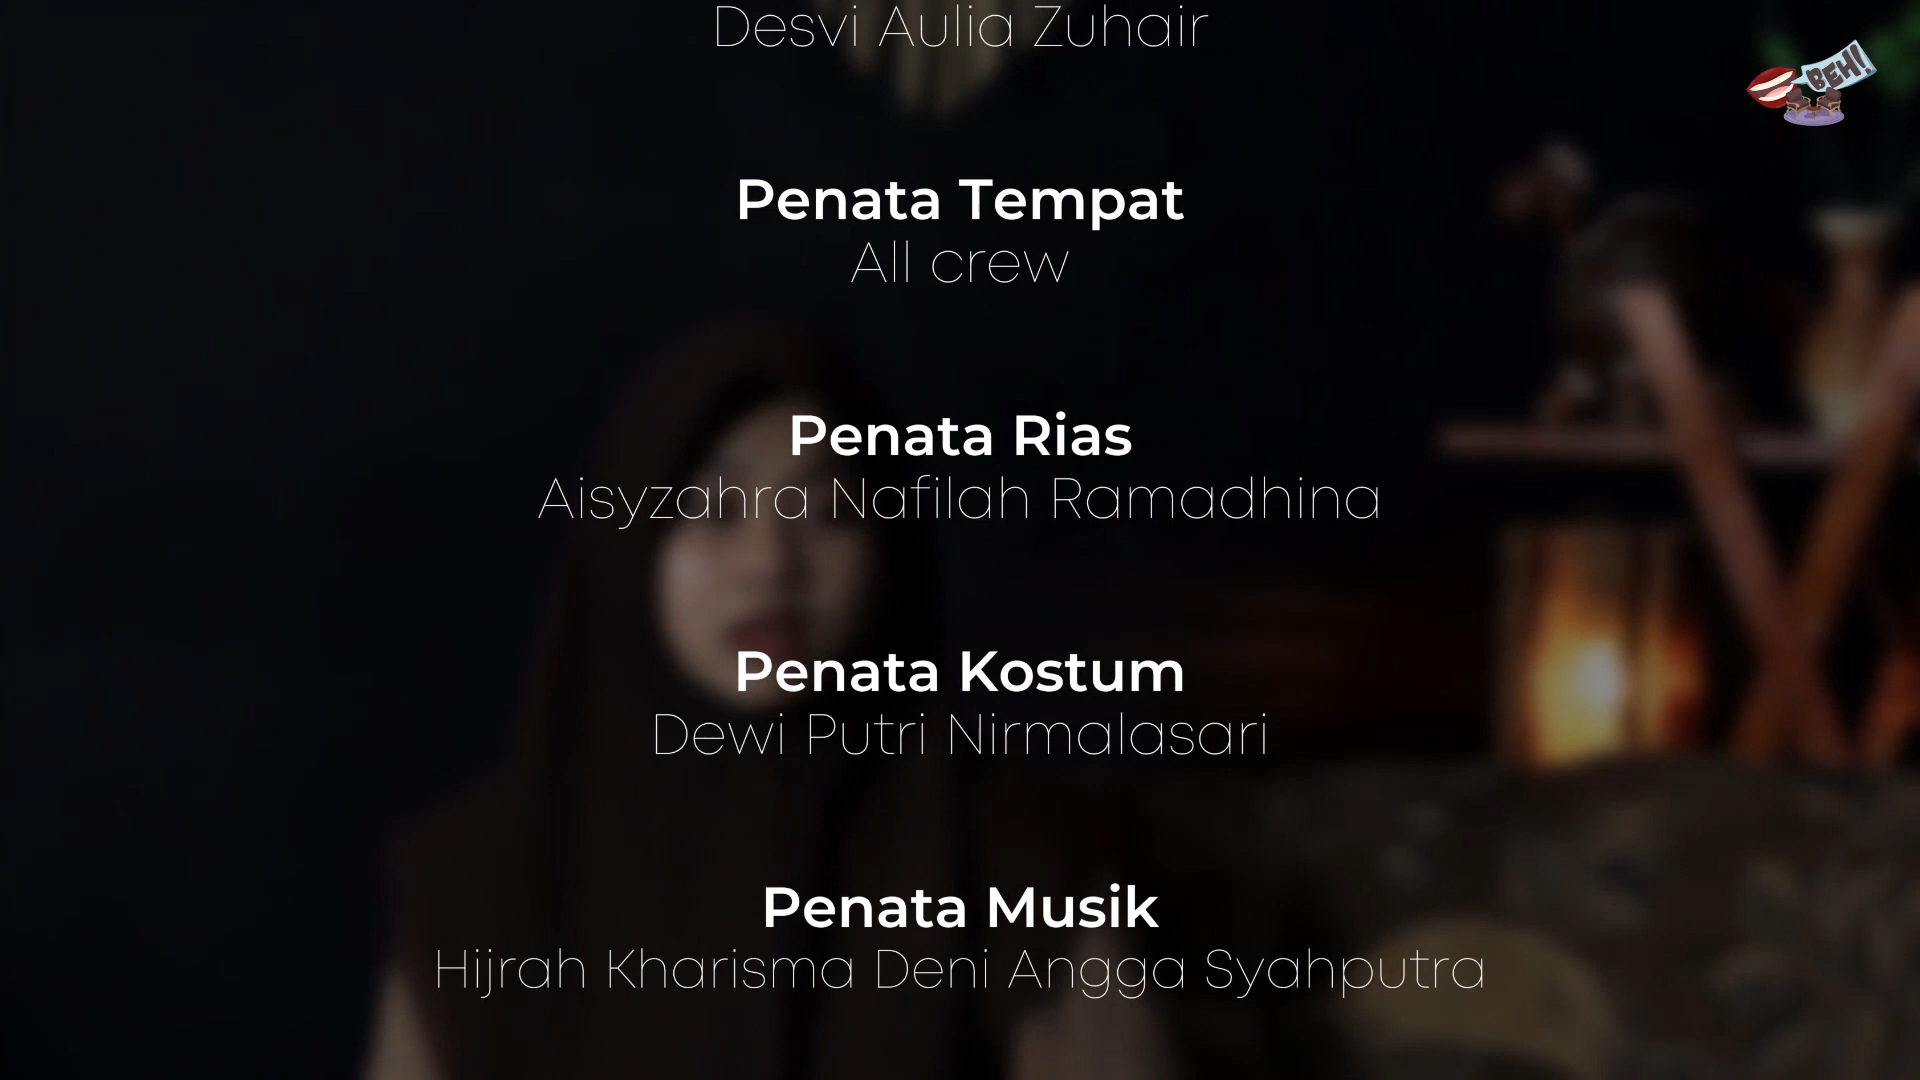 Desvi Aulia Zuhair
BEH!
Penata Tempat
All crew
Penata Rias
Aisyzahra Nafilah Ramadhina
Penata Kostum
Dewi Putri Nirmalasari
Penata Musik
Hijrah Kharisma Deni Angga Syahputra